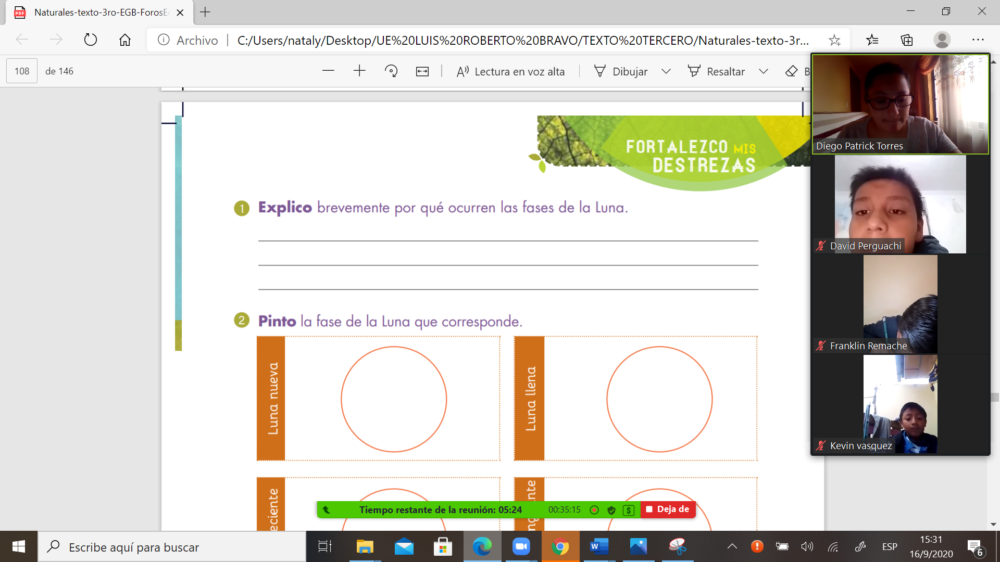 Naturales-texto-3ro-EGB-ForosE
Archivo
C:/Users/nataly/Desktop/UE%20LUIS%20ROBERTO%20BRAVO/TEXTO%20TERCERO/Naturales-texto-3r...
108 de 146
Lectura en voz alta
Dibujar
Resaltar
B
FORTALEZCO MIS
DESTREZAS
1 Explico brevemente por qué ocurren las fases de la Luna.
2 Pinto la fase de la Luna que corresponde.
Luna nueva
Luna llena
eciente
Diego Patrick Torres
David Perguachi
Franklin Remache
Kevin vasquez
Tiempo restante de la reunión: 05:24
00:35:15
Deja de
Escribe aquí para buscar
ESP
15:31
16/9/2020
6